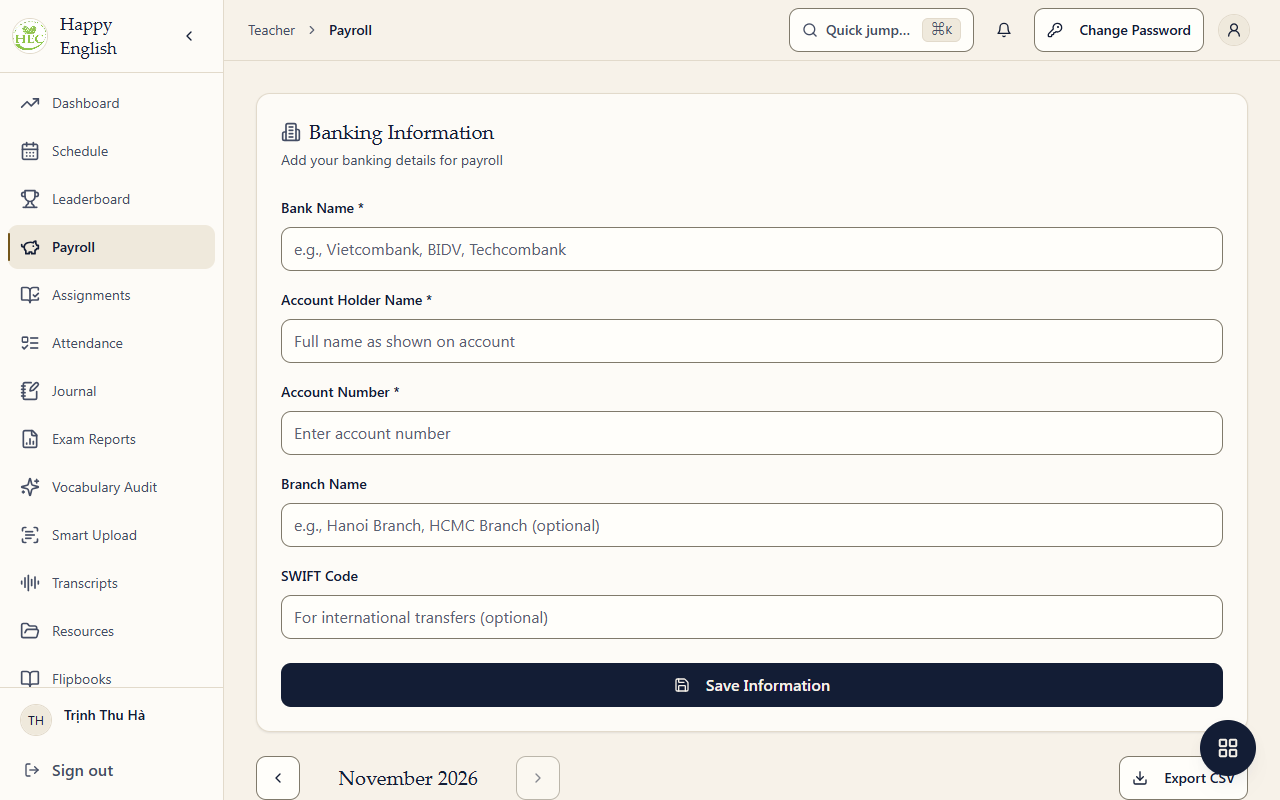 HEC
Happy
English
Teacher
Payroll
Quick jump...
⌘K
Change Password
Dashboard
Schedule
Leaderboard
Payroll
Assignments
Attendance
Journal
Exam Reports
Vocabulary Audit
Smart Upload
Transcripts
Resources
Flipbooks
TH
Trịnh Thu Hà
Sign out
Banking Information
Add your banking details for payroll
Bank Name *
e.g., Vietcombank, BIDV, Techcombank
Account Holder Name *
Full name as shown on account
Account Number *
Enter account number
Branch Name
e.g., Hanoi Branch, HCMC Branch (optional)
SWIFT Code
For international transfers (optional)
Save Information
November 2026
Export CSV